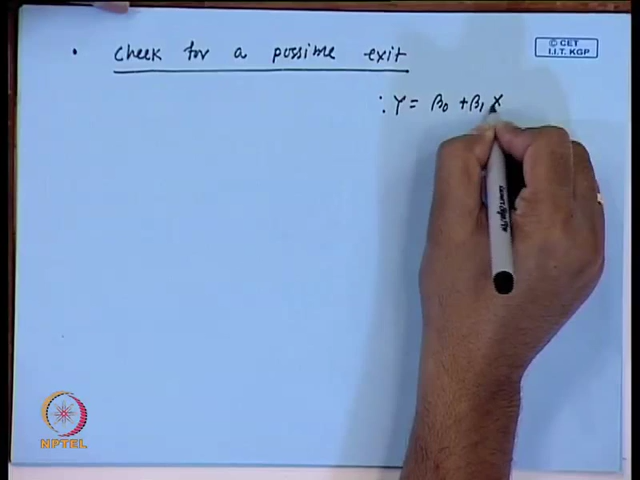 • Check for a possible exit
© CET
I.I.T. KGP
: Y = β0 + β1 X
NPTEL